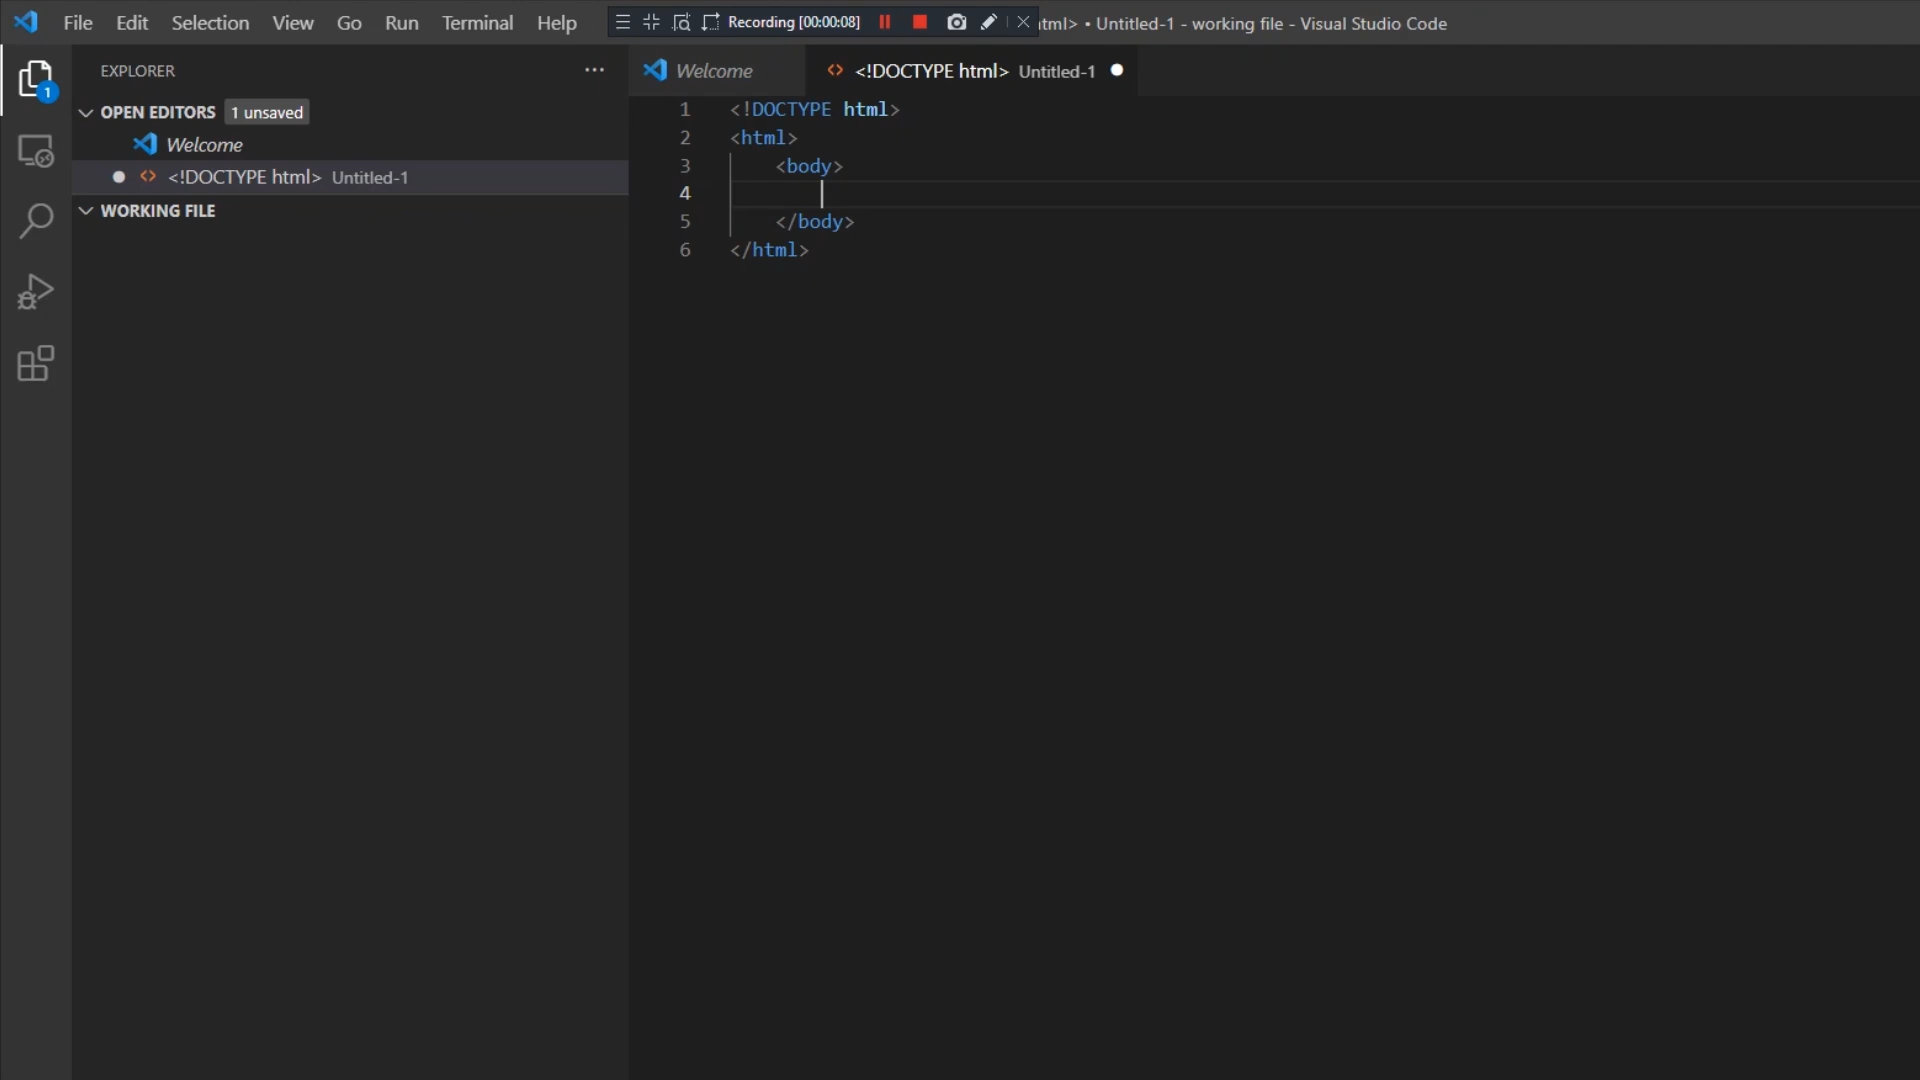 File Edit Selection View Go Run Terminal Help Recording [00:00:08] html> • Untitled-1 - working file - Visual Studio Code
EXPLORER
Welcome <!DOCTYPE html> Untitled-1
OPEN EDITORS 1 unsaved
Welcome
<!DOCTYPE html> Untitled-1
WORKING FILE
1
1 <!DOCTYPE html>
2 <html>
3 <body>
4
5 </body>
6 </html>